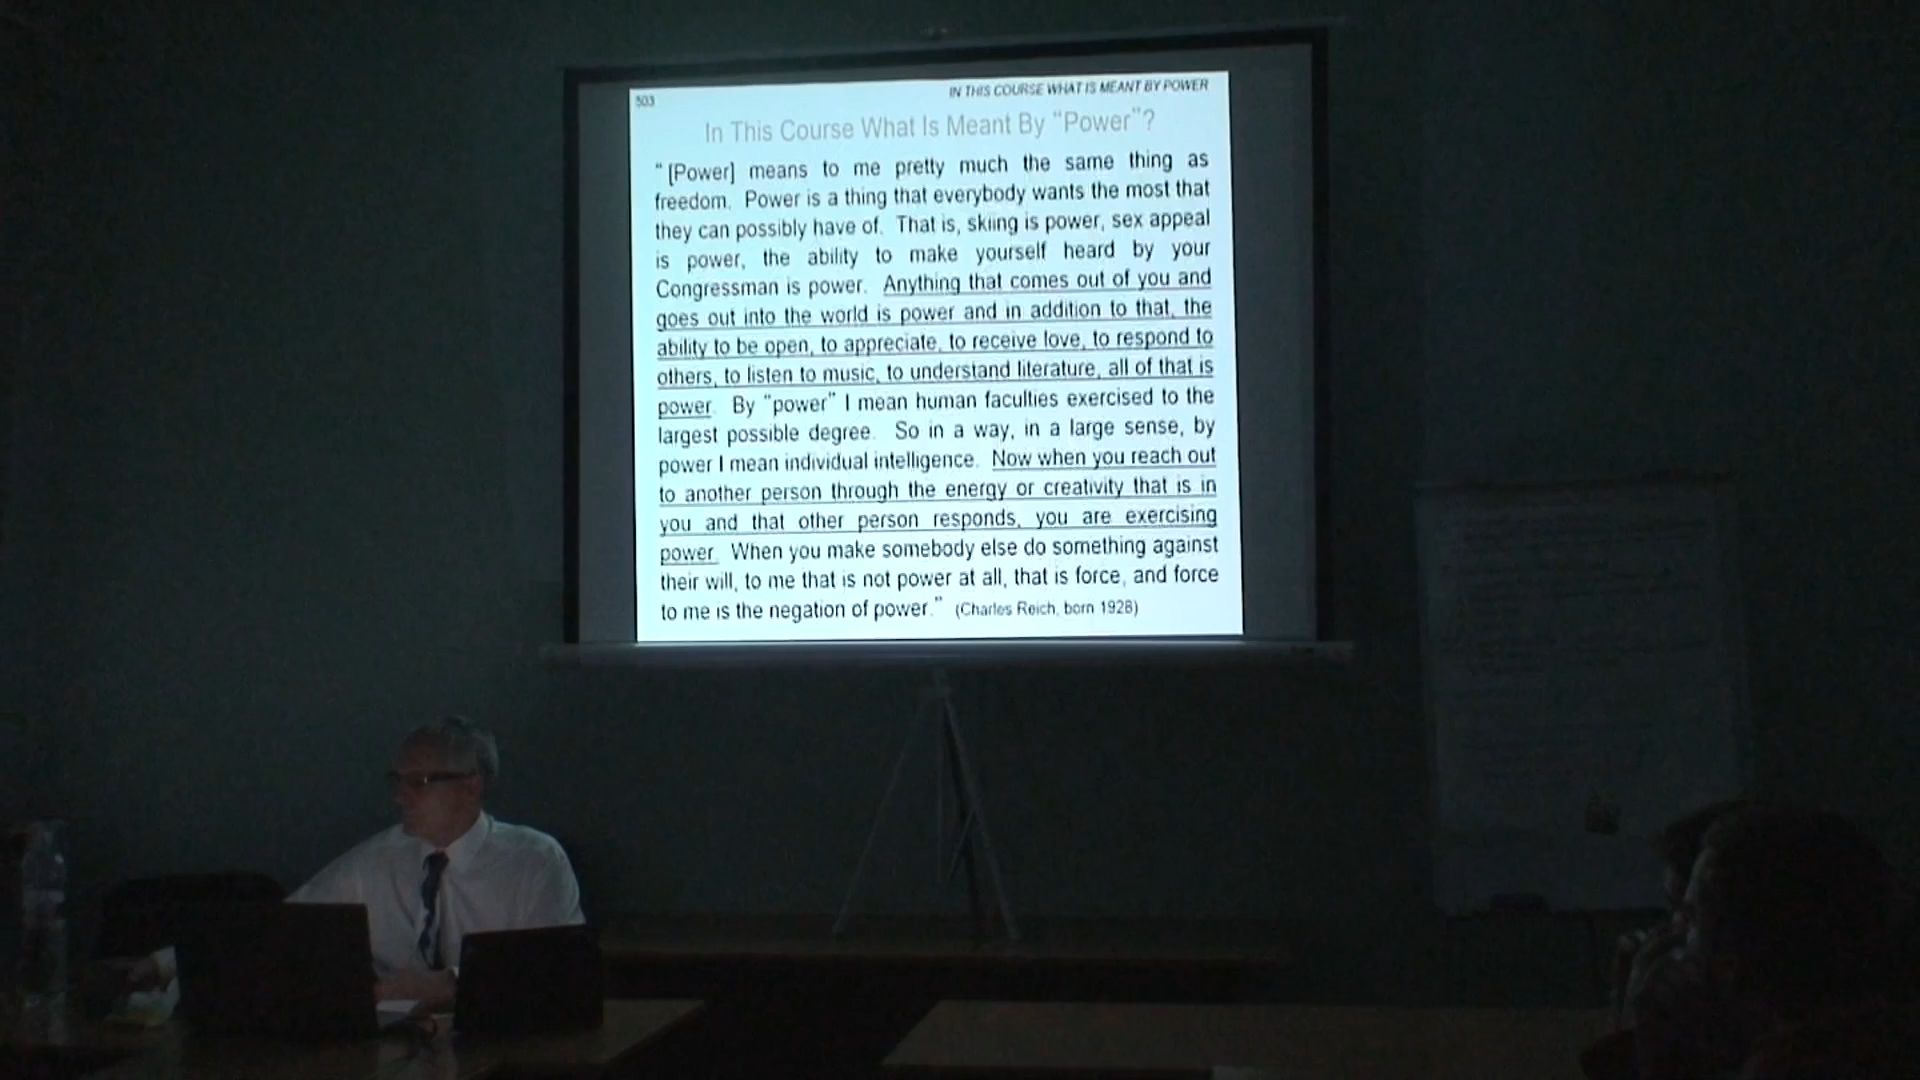 503
IN THIS COURSE WHAT IS MEANT BY POWER
In This Course What Is Meant By “Power”?
“ [Power] means to me pretty much the same thing as
freedom. Power is a thing that everybody wants the most that
they can possibly have of. That is, skiing is power, sex appeal
is power, the ability to make yourself heard by your
Congressman is power. Anything that comes out of you and
goes out into the world is power and in addition to that, the
ability to be open, to appreciate, to receive love, to respond to
others, to listen to music, to understand literature, all of that is
power. By “power” I mean human faculties exercised to the
largest possible degree. So in a way, in a large sense, by
power I mean individual intelligence. Now when you reach out
to another person through the energy or creativity that is in
you and that other person responds, you are exercising
power. When you make somebody else do something against
their will, to me that is not power at all, that is force, and force
to me is the negation of power.” (Charles Reich, born 1928)